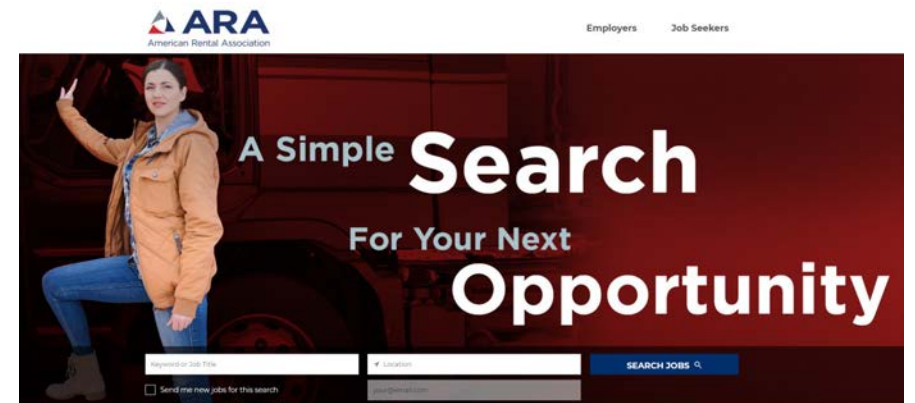 ARA
American Rental Association
Employers Job Seekers
A Simple Search
For Your Next
Opportunity
Keyword or Job Title
Location
SEARCH JOBS
Send me new jobs for this search
your@email.com